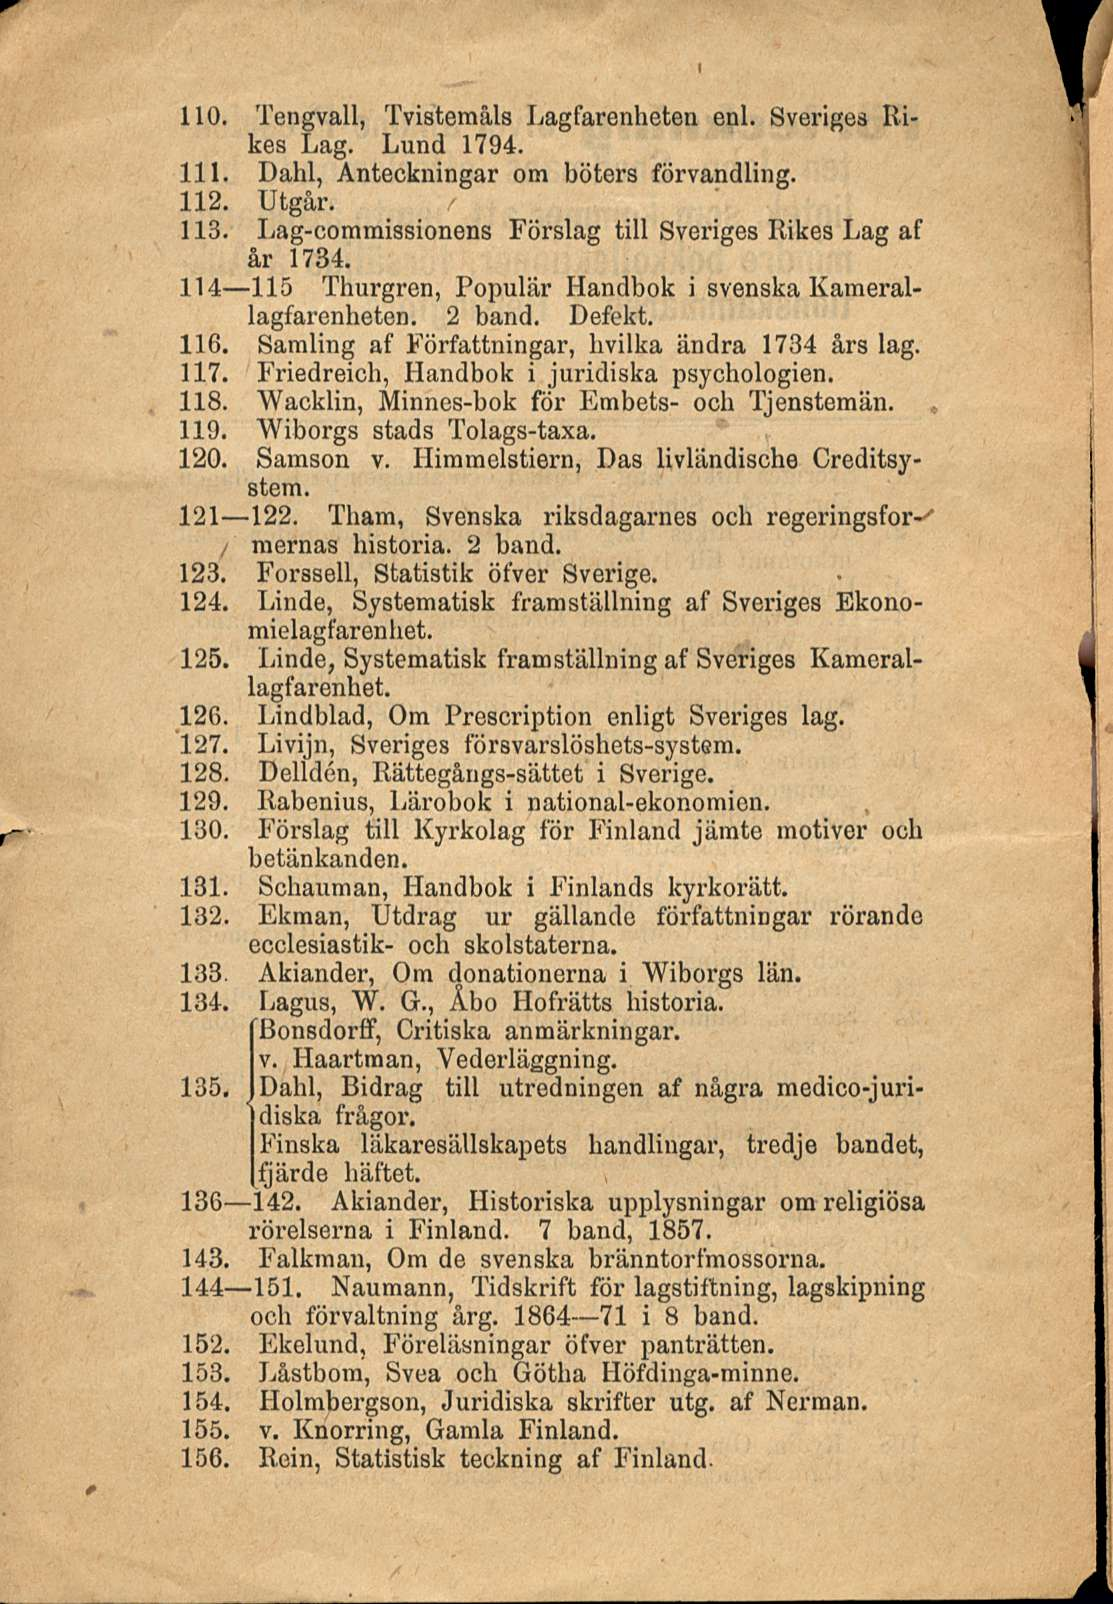 110. Tengvall, Tvistemåls Lagfarenheten enl. Sveriges Ri-
kes Lag. Lund 1794.
111. Dahl, Anteckningar om böters förvandling.
112. Utgår.
113. Lag-commissionens Förslag till Sveriges Rikes Lag af
år 1734.
114—115 Thurgren, Populär Handbok i svenska Kameral-
lagfarenheten. 2 band. Defekt.
116. Samling af Författningar, hvilka ändra 1734 års lag.
117. Friedreich, Handbok i juridiska psychologien.
118. Wacklin, Minnes-bok för Embets- och Tjenstemän.
119. Wiborgs stads Tolags-taxa.
120. Samson v. Himmelstiern, Das livländische Creditsy-
stem.
121—122. Tham, Svenska riksdagarnes och regeringsfor-
mernas historia. 2 band.
123. Forssell, Statistik öfver Sverige.
124. Linde, Systematisk framställning af Sveriges Ekono-
mielagfarenhet.
125. Linde, Systematisk framställning af Sveriges Kameral-
lagfarenhet.
126. Lindblad, Om Prescription enligt Sveriges lag.
127. Livijn, Sveriges försvarslöshets-system.
128. Delldén, Rättegångs-sättet i Sverige.
129. Rabenius, Lärobok i national-ekonomien.
130. Förslag till Kyrkolag för Finland jämte motiver och
betänkanden.
131. Schauman, Handbok i Finlands kyrkorätt.
132. Ekman, Utdrag ur gällande författningar rörande
ecclesiastik- och skolstaterna.
133. Akiander, Om donationerna i Wiborgs län.
134. Lagus, W. G., Åbo Hofrätts historia.
Bonsdorff, Critiska anmärkningar.
v. Haartman, Vederläggning.
135. Dahl, Bidrag till utredningen af några medico-juri-
diska frågor.
Finska läkaresällskapets handlingar, tredje bandet,
fjärde häftet.
136—142. Akiander, Historiska upplysningar om religiösa
rörelserna i Finland. 7 band, 1857.
143. Falkman, Om de svenska bränntorfmossorna.
144—151. Naumann, Tidskrift för lagstiftning, lagskipning
och förvaltning årg. 1864—71 i 8 band.
152. Ekelund, Föreläsningar öfver panträtten.
153. Låstbom, Svea och Götha Höfdinga-minne.
154. Holmbergson, Juridiska skrifter utg. af Nerman.
155. v. Knorring, Gamla Finland.
156. Rein, Statistisk teckning af Finland.